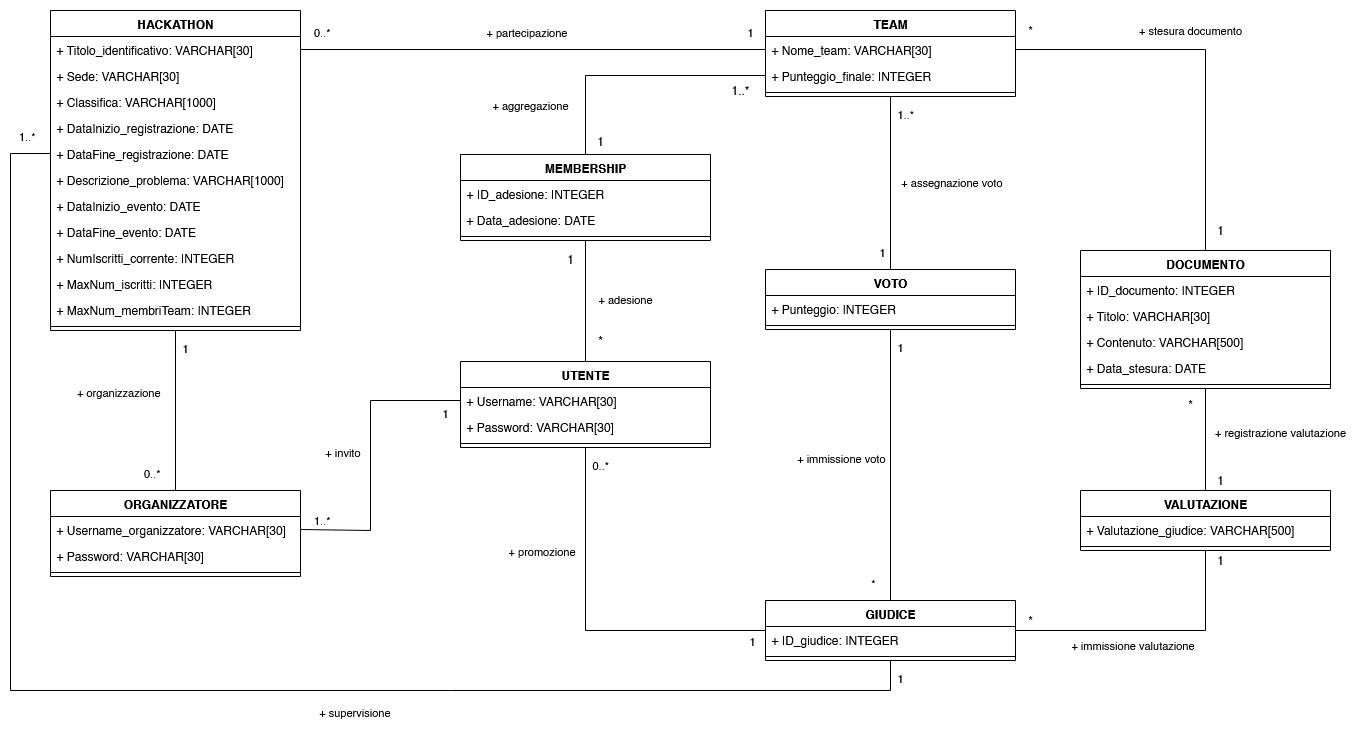 HACKATHON
+ Titolo_identificativo: VARCHAR[30]
+ Sede: VARCHAR[30]
+ Classifica: VARCHAR[1000]
+ DataInizio_registrazione: DATE
+ DataFine_registrazione: DATE
+ Descrizione_problema: VARCHAR[1000]
+ DataInizio_evento: DATE
+ DataFine_evento: DATE
+ NumIscritti_corrente: INTEGER
+ MaxNum_iscritti: INTEGER
+ MaxNum_membriTeam: INTEGER
0..*
+ partecipazione
1
TEAM
+ Nome_team: VARCHAR[30]
+ Punteggio_finale: INTEGER
*
+ stesura documento
1
1..*
+ aggregazione
1
MEMBERSHIP
+ ID_adesione: INTEGER
+ Data_adesione: DATE
1
+ adesione
*
1..*
+ assegnazione voto
1
VOTO
+ Punteggio: INTEGER
1
+ immissione voto
*
DOCUMENTO
+ ID_documento: INTEGER
+ Titolo: VARCHAR[30]
+ Contenuto: VARCHAR[500]
+ Data_stesura: DATE
*
+ registrazione valutazione
1
1..*
1
+ organizzazione
0..*
UTENTE
+ Username: VARCHAR[30]
+ Password: VARCHAR[30]
1
+ invito
1..*
ORGANIZZATORE
+ Username_organizzatore: VARCHAR[30]
+ Password: VARCHAR[30]
0..*
+ promozione
1
VALUTAZIONE
+ Valutazione_giudice: VARCHAR[500]
1
GIUDICE
+ ID_giudice: INTEGER
*
+ immissione valutazione
1
+ supervisione